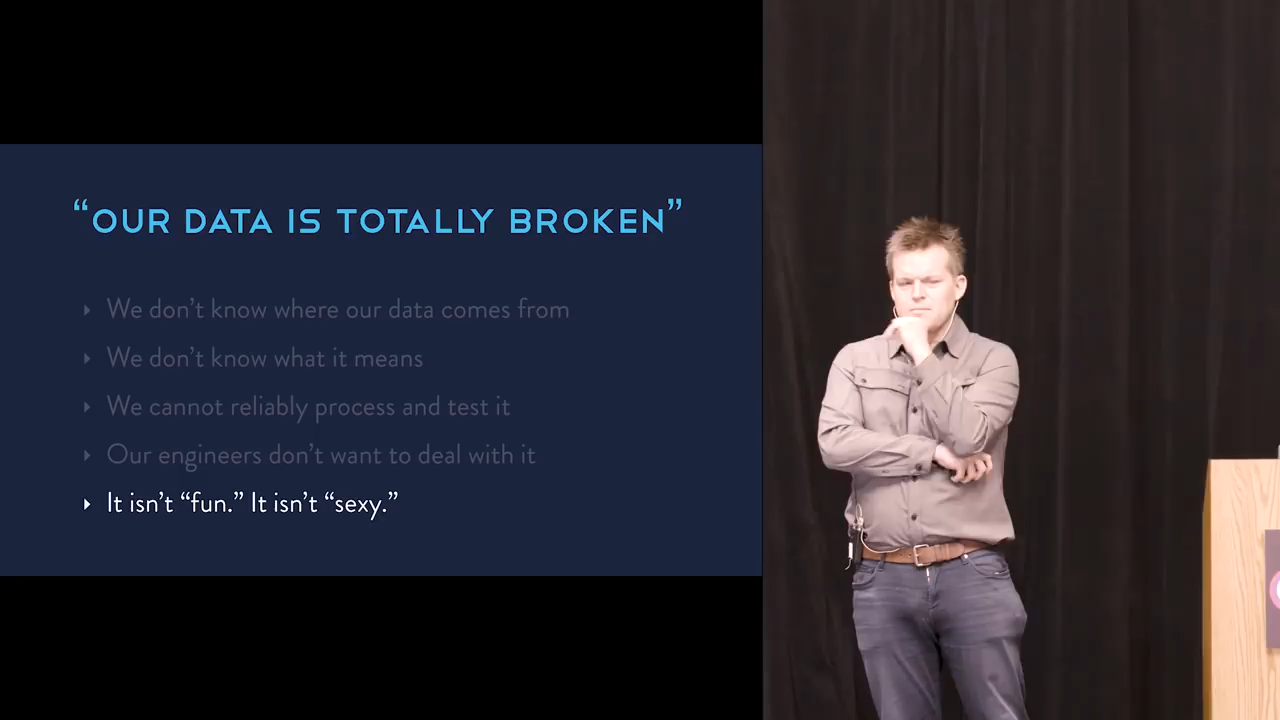 “OUR DATA IS TOTALLY BROKEN”
We don’t know where our data comes from
We don’t know what it means
We cannot reliably process and test it
Our engineers don’t want to deal with it
It isn’t “fun.” It isn’t “sexy.”